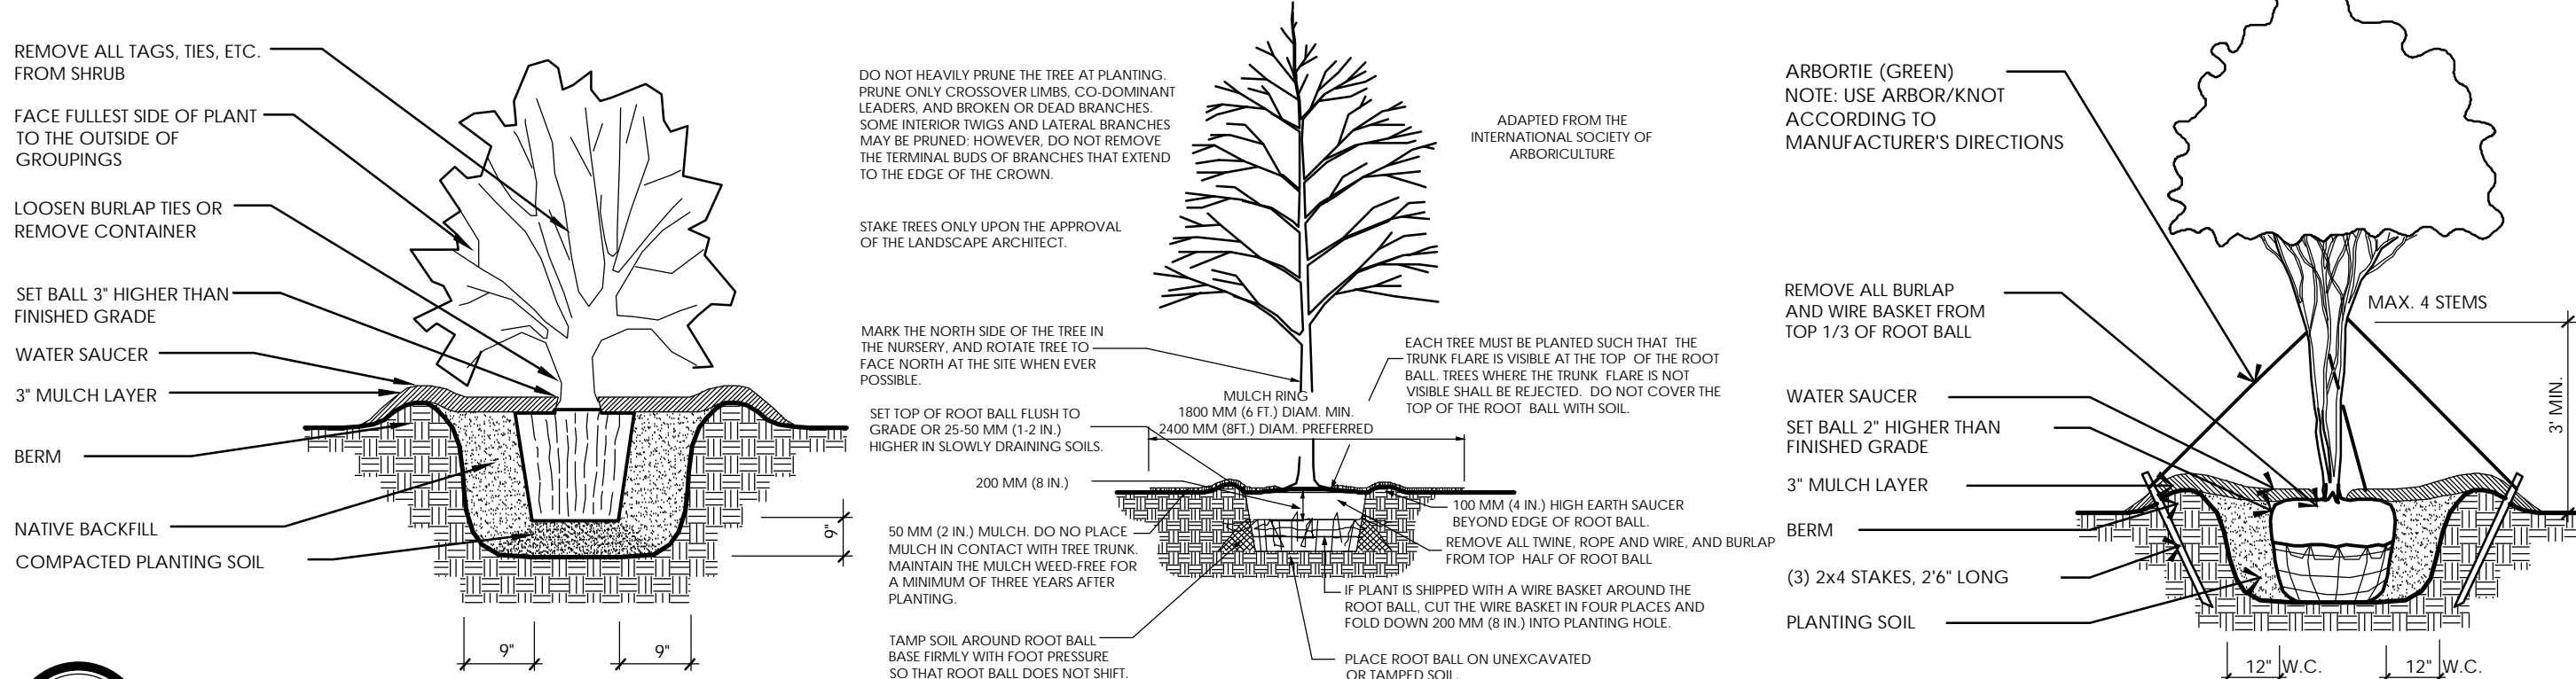 REMOVE ALL TAGS, TIES, ETC.
FROM SHRUB
FACE FULLEST SIDE OF PLANT
TO THE OUTSIDE OF
GROUPINGS
LOOSEN BURLAP TIES OR
REMOVE CONTAINER
SET BALL 3" HIGHER THAN
FINISHED GRADE
WATER SAUCER
3" MULCH LAYER
BERM
NATIVE BACKFILL
COMPACTED PLANTING SOIL
9"
9"
9"
DO NOT HEAVILY PRUNE THE TREE AT PLANTING.
PRUNE ONLY CROSSOVER LIMBS, CO-DOMINANT
LEADERS, AND BROKEN OR DEAD BRANCHES.
SOME INTERIOR TWIGS AND LATERAL BRANCHES
MAY BE PRUNED; HOWEVER, DO NOT REMOVE
THE TERMINAL BUDS OF BRANCHES THAT EXTEND
TO THE EDGE OF THE CROWN.
STAKE TREES ONLY UPON THE APPROVAL
OF THE LANDSCAPE ARCHITECT.
MARK THE NORTH SIDE OF THE TREE IN
THE NURSERY, AND ROTATE TREE TO
FACE NORTH AT THE SITE WHEN EVER
POSSIBLE.
SET TOP OF ROOT BALL FLUSH TO
GRADE OR 25-50 MM (1-2 IN.)
HIGHER IN SLOWLY DRAINING SOILS.
200 MM (8 IN.)
50 MM (2 IN.) MULCH. DO NO PLACE
MULCH IN CONTACT WITH TREE TRUNK.
MAINTAIN THE MULCH WEED-FREE FOR
A MINIMUM OF THREE YEARS AFTER
PLANTING.
TAMP SOIL AROUND ROOT BALL
BASE FIRMLY WITH FOOT PRESSURE
SO THAT ROOT BALL DOES NOT SHIFT.
ADAPTED FROM THE
INTERNATIONAL SOCIETY OF
ARBORICULTURE
MULCH RING
1800 MM (6 FT.) DIAM. MIN.
2400 MM (8FT.) DIAM. PREFERRED
EACH TREE MUST BE PLANTED SUCH THAT THE
TRUNK FLARE IS VISIBLE AT THE TOP OF THE ROOT
BALL. TREES WHERE THE TRUNK FLARE IS NOT
VISIBLE SHALL BE REJECTED. DO NOT COVER THE
TOP OF THE ROOT BALL WITH SOIL.
100 MM (4 IN.) HIGH EARTH SAUCER
BEYOND EDGE OF ROOT BALL.
REMOVE ALL TWINE, ROPE AND WIRE, AND BURLAP
FROM TOP HALF OF ROOT BALL
IF PLANT IS SHIPPED WITH A WIRE BASKET AROUND THE
ROOT BALL, CUT THE WIRE BASKET IN FOUR PLACES AND
FOLD DOWN 200 MM (8 IN.) INTO PLANTING HOLE.
PLACE ROOT BALL ON UNEXCAVATED
OR TAMPED SOIL.
ARBORTIE (GREEN)
NOTE: USE ARBOR/KNOT
ACCORDING TO
MANUFACTURER'S DIRECTIONS
REMOVE ALL BURLAP
AND WIRE BASKET FROM
TOP 1/3 OF ROOT BALL
WATER SAUCER
SET BALL 2" HIGHER THAN
FINISHED GRADE
3" MULCH LAYER
BERM
(3) 2x4 STAKES, 2'6" LONG
PLANTING SOIL
MAX. 4 STEMS
3' MIN.
12" W.C.
12" W.C.